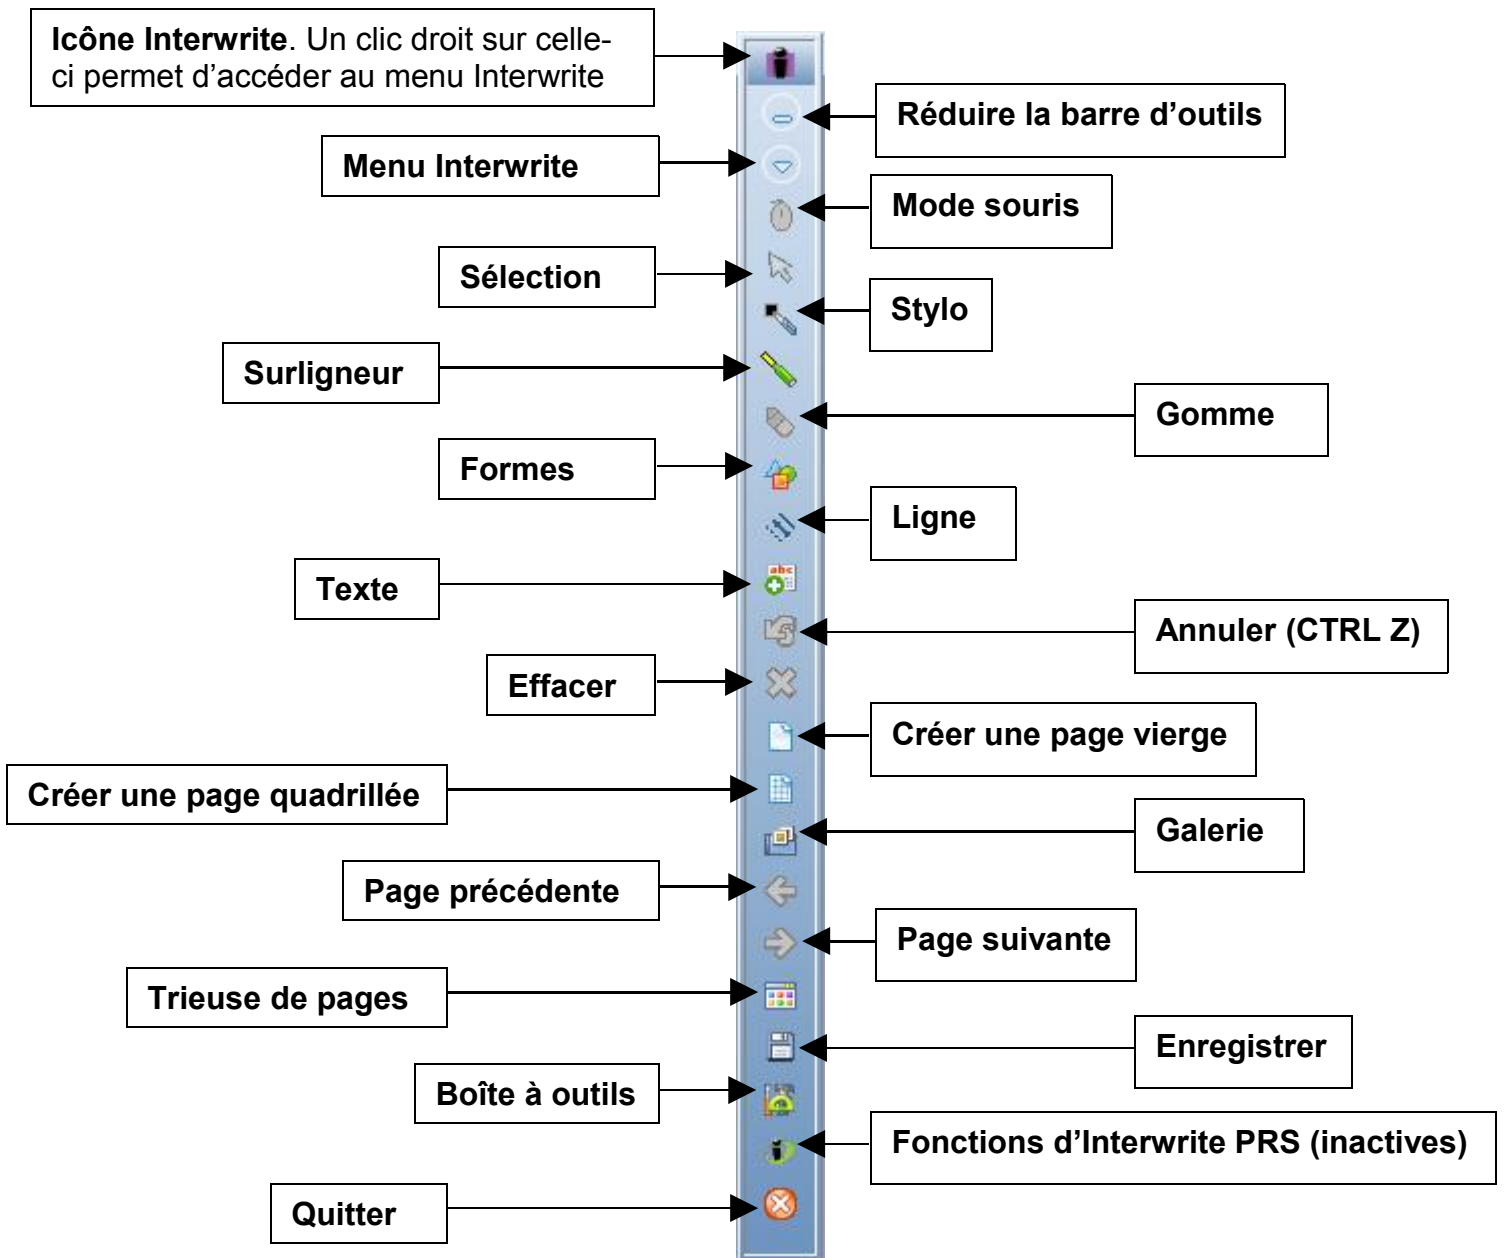 Icône Interwrite. Un clic droit sur celle-
ci permet d'accéder au menu Interwrite
Réduire la barre d’outils
Menu Interwrite
Mode souris
Sélection
Stylo
Surligneur
Gomme
Formes
Ligne
abc
Texte
Annuler (CTRL Z)
Effacer
Créer une page vierge
Créer une page quadrillée
Galerie
Page précédente
Page suivante
Trieuse de pages
Enregistrer
Boîte à outils
Fonctions d’Interwrite PRS (inactives)
Quitter